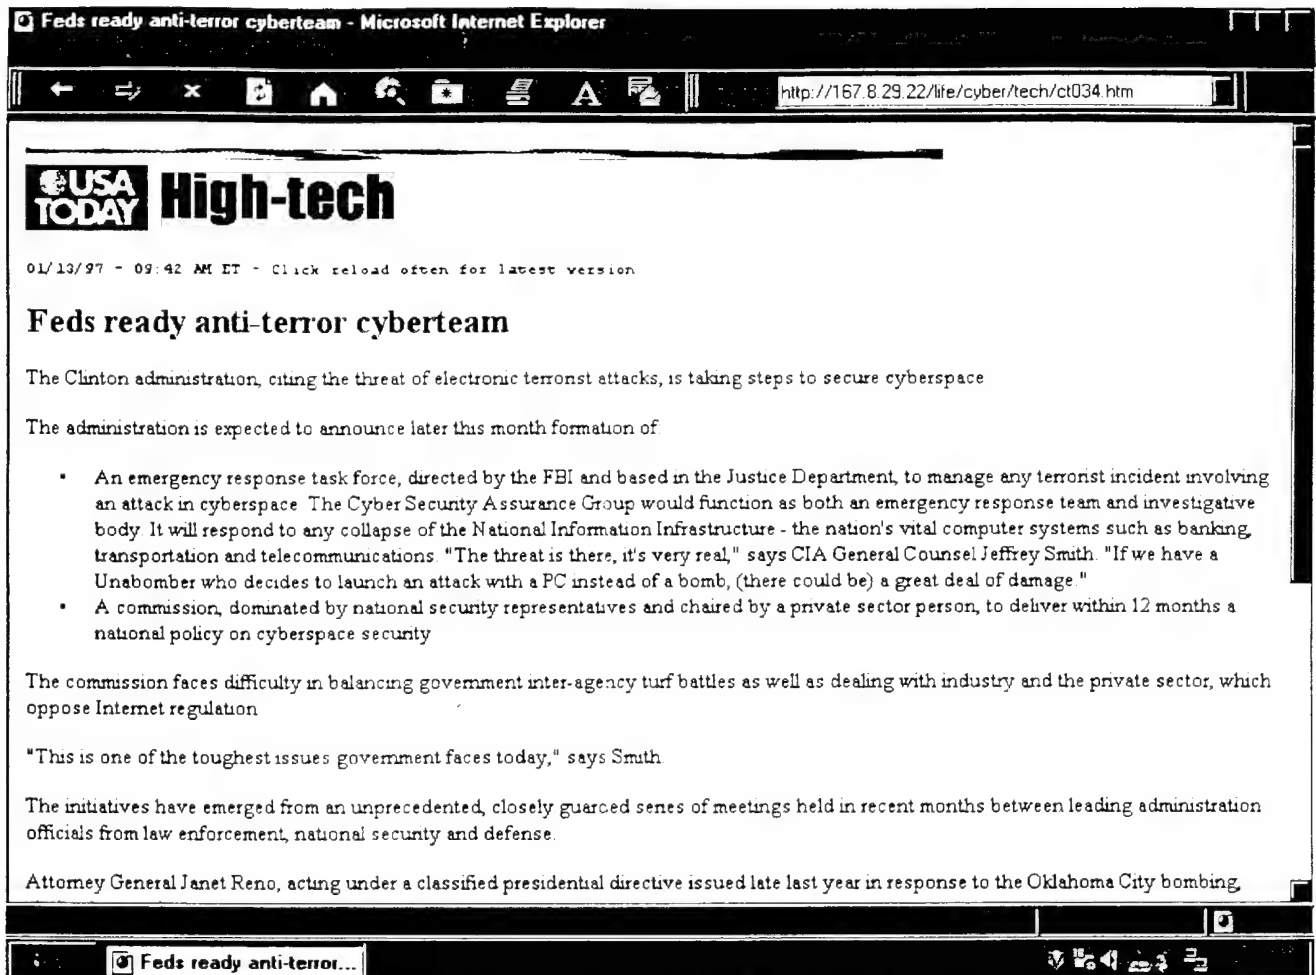 Feds ready anti-terror cyberteam - Microsoft Internet Explorer
http://167.8.29.22/life/cyber/tech/ct034.htm
USA TODAY High-tech
01/13/97 - 09:42 AM ET - Click reload often for latest version
Feds ready anti-terror cyberteam
The Clinton administration, citing the threat of electronic terrorist attacks, is taking steps to secure cyberspace
The administration is expected to announce later this month formation of:
▪ An emergency response task force, directed by the FBI and based in the Justice Department, to manage any terrorist incident involving
an attack in cyberspace. The Cyber Security Assurance Group would function as both an emergency response team and investigative
body. It will respond to any collapse of the National Information Infrastructure - the nation's vital computer systems such as banking,
transportation and telecommunications. "The threat is there, it's very real," says CIA General Counsel Jeffrey Smith. "If we have a
Unabomber who decides to launch an attack with a PC instead of a bomb, (there could be) a great deal of damage."
▪ A commission, dominated by national security representatives and chaired by a private sector person, to deliver within 12 months a
national policy on cyberspace security
The commission faces difficulty in balancing government inter-agency turf battles as well as dealing with industry and the private sector, which
oppose Internet regulation
"This is one of the toughest issues government faces today," says Smith.
The initiatives have emerged from an unprecedented, closely guarded series of meetings held in recent months between leading administration
officials from law enforcement, national security and defense.
Attorney General Janet Reno, acting under a classified presidential directive issued late last year in response to the Oklahoma City bombing,
Feds ready anti-terror...